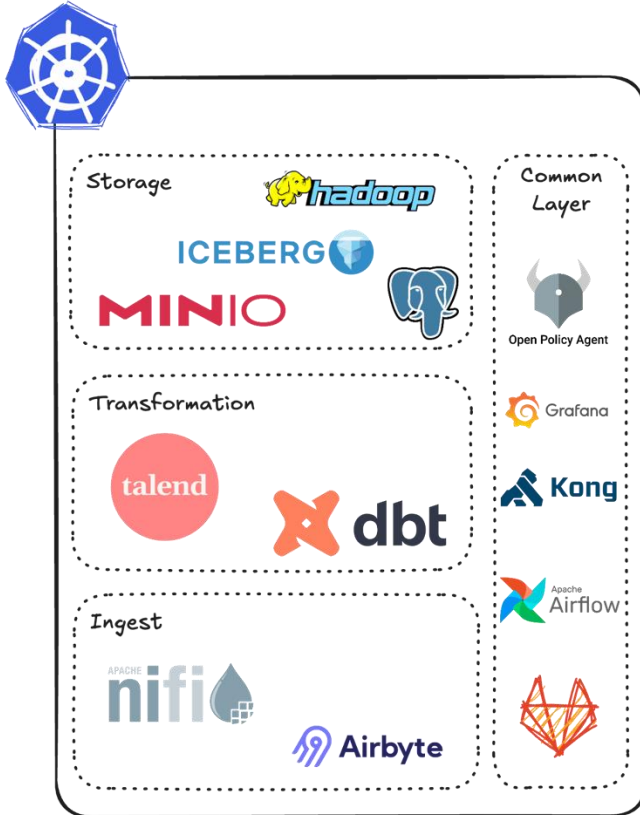 Storage
hadoop
ICEBERG
MINIO
Transformation
talend
dbt
Ingest
APACHE
nifi
Airbyte
Common
Layer
Open Policy Agent
Grafana
Kong
Apache
Airflow